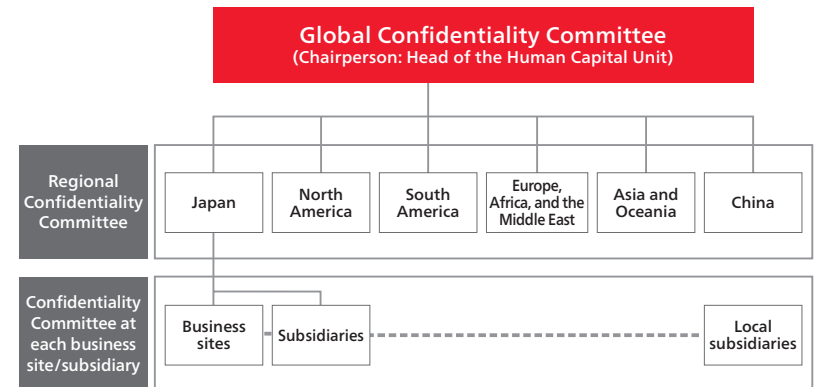 Global Confidentiality Committee
(Chairperson: Head of the Human Capital Unit)
Regional
Confidentiality
Committee
Japan
North
America
South
America
Europe,
Africa, and the
Middle East
Asia and
Oceania
China
Confidentiality
Committee at
each business
site/subsidiary
Business
sites
Subsidiaries
Local
subsidiaries